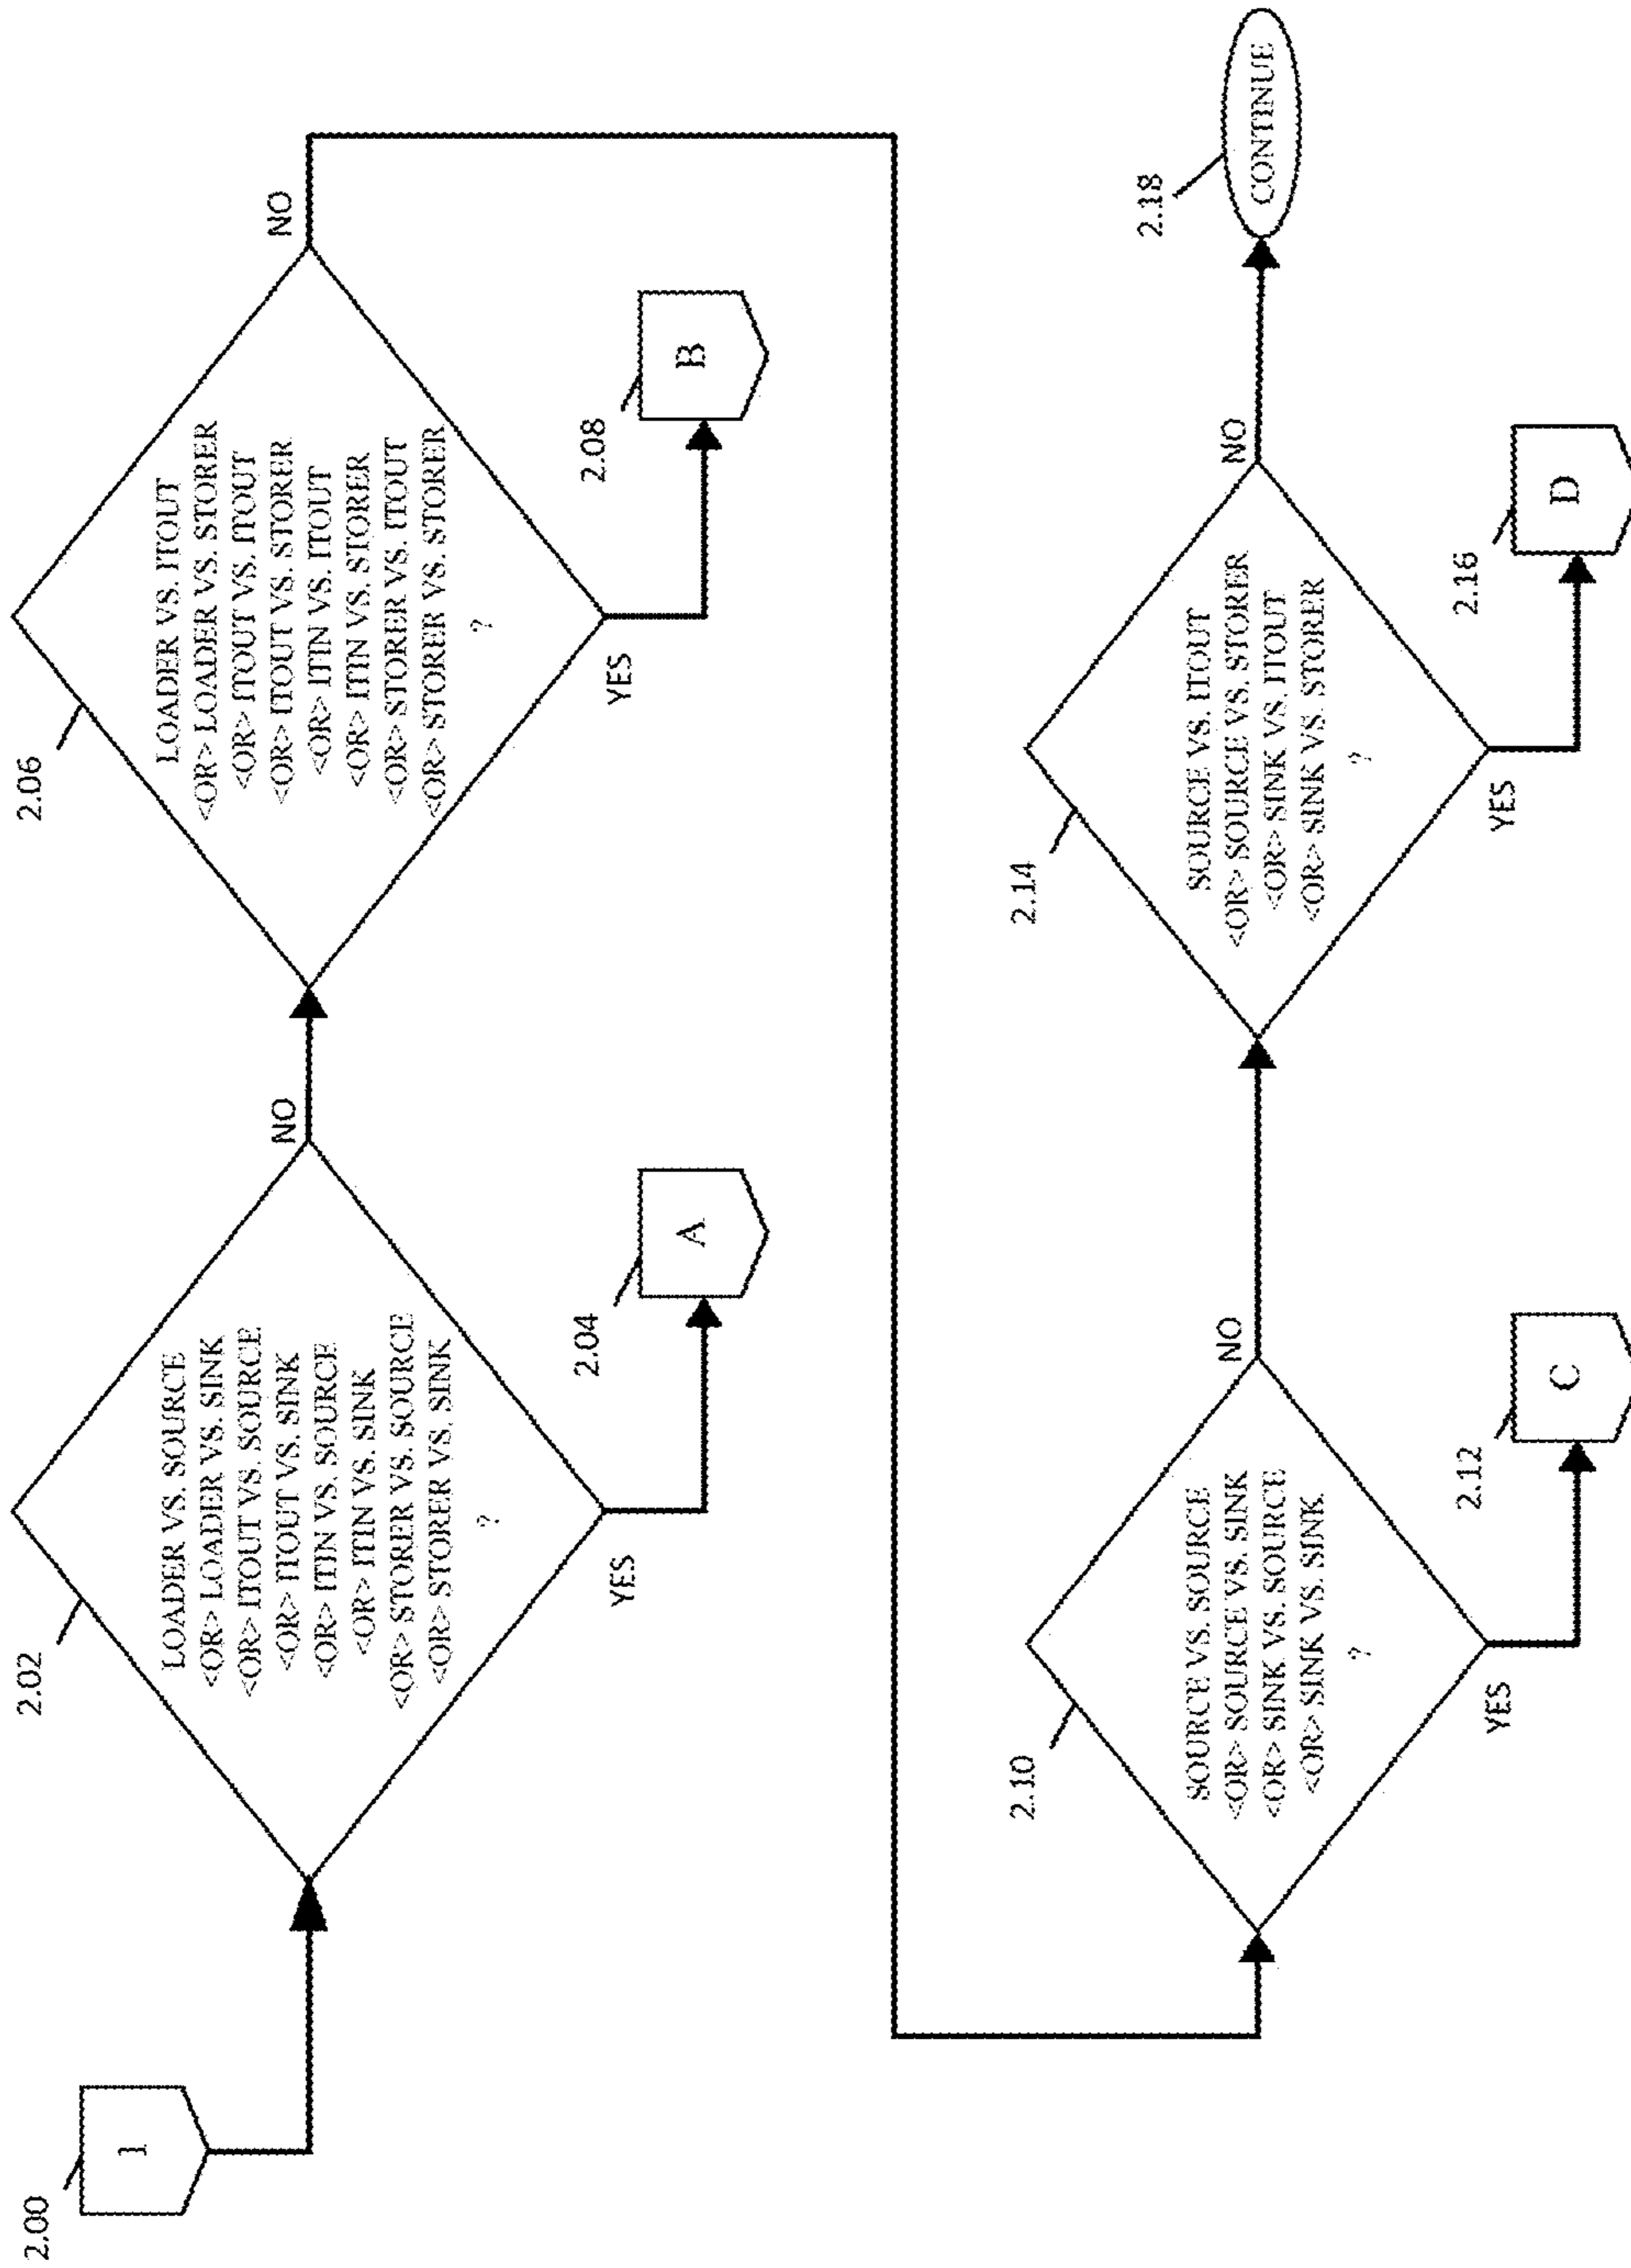 2.00
1
2.02
LOADER VS. SOURCE
<OR> LOADER VS. SINK
<OR> ITOUT VS. SOURCE
<OR> ITOUT VS. SINK
<OR> ITIN VS. SOURCE
<OR> ITIN VS. SINK
<OR> STORER VS. SOURCE
<OR> STORER VS. SINK
?
NO
YES
2.04
A
2.06
LOADER VS. ITOUT
<OR> LOADER VS. STORER
<OR> ITOUT VS. ITOUT
<OR> ITOUT VS. STORER
<OR> ITIN VS. ITOUT
<OR> ITIN VS. STORER
<OR> STORER VS. ITOUT
<OR> STORER VS. STORER
?
NO
YES
2.08
B
2.10
SOURCE VS. SOURCE
<OR> SOURCE VS. SINK
<OR> SINK VS. SOURCE
<OR> SINK VS. SINK
?
NO
YES
2.12
C
2.14
SOURCE VS. ITOUT
<OR> SOURCE VS. STORER
<OR> SINK VS. ITOUT
<OR> SINK VS. STORER
?
NO
YES
2.16
D
2.18
CONTINUE